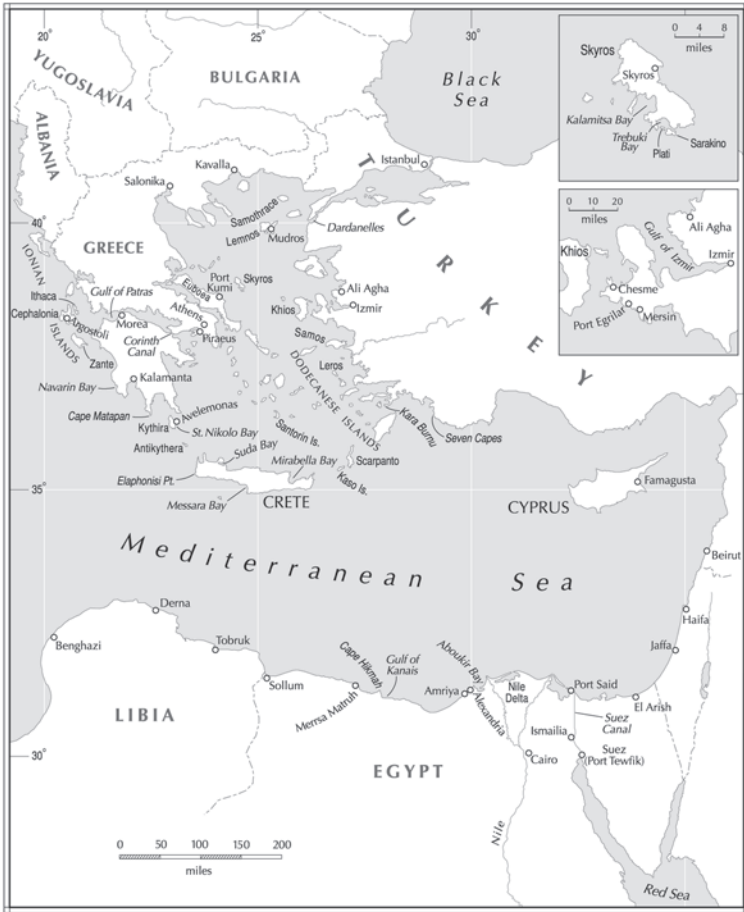 20°
25°
30°
YUGOSLAVIA
BULGARIA
Black
Sea
ALBANIA
Kavalla
Istanbul
Salonika
40°
Samothrace
Lemnos
Mudros
Dardanelles
TURKEY
GREECE
IONIAN
ISLANDS
Port
Kumi
Skyros
Euboea
Ali Agha
Izmir
Ithaca
Gulf of Patras
Cephalonia
Argostoli
Morea
Athens
Khios
Corinth
Canal
Piraeus
Samos
Zante
DODECANESE ISLANDS
Leros
Navarin Bay
Kalamanta
Cape Matapan
Avelemonas
Kythira
St. Nikolo Bay
Santorin Is.
Kara Burnu
Seven Capes
Antikythera
Suda Bay
Mirabella Bay
Scarpanto
Elaphonisi Pt.
Kaso Is.
35°
Messara Bay
CRETE
CYPRUS
Famagusta
Mediterranean Sea
Beirut
Derna
Haifa
Benghazi
Tobruk
Jaffa
Cape Hikmah
Gulf of
Kanais
Aboukir Bay
Sollum
Amriya
Nile
Delta
Port Said
El Arish
Merrsa Matruh
Alexandria
Suez
Canal
LIBIA
Ismailia
30°
Cairo
Suez
(Port Tewfik)
EGYPT
Nile
0 50 100 150 200
miles
Red Sea
0 4 8
miles
Skyros
Skyros
Kalamitsa Bay
Trebuki
Bay
Plati
Sarakino
0 10 20
miles
Ali Agha
Gulf of Izmir
Khios
Izmir
Chesme
Port Egrilar
Mersin